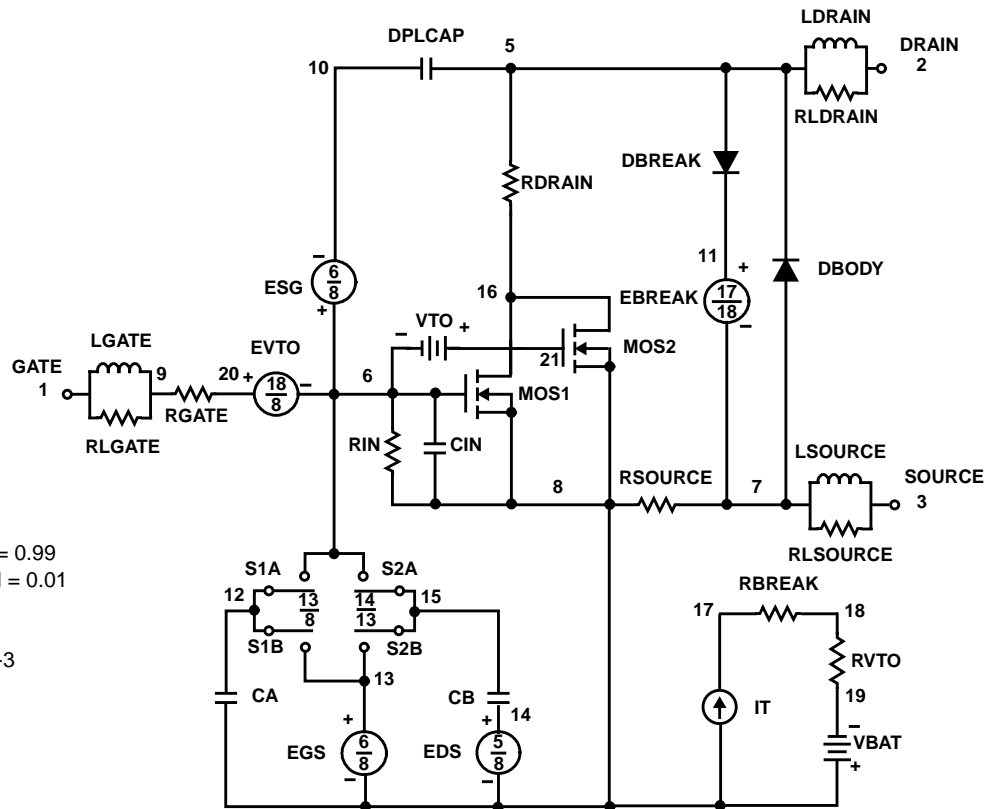 LDRAIN
DPLCAP 5 DRAIN
10 2
RLDRAIN
DBREAK
RDRAIN
11 +
−
6
8
ESG
+
16
EBREAK
17
18
−
DBODY
LGATE
GATE
1
9
RGATE
RLGATE
20 +
EVTO
18
8
−
6
− VTO +
21
MOS2
MOS1
RIN
CIN
8
RSOURCE
7
LSOURCE
SOURCE
3
RLSOURCE
= 0.99
= 0.01
-3
S1A
S2A
12
13
8
14
13
15
S1B
S2B
13
CA
CB
14
+
EGS
6
8
−
+
EDS
5
8
−
RBREAK
17
18
RVTO
19
IT
−
VBAT
+